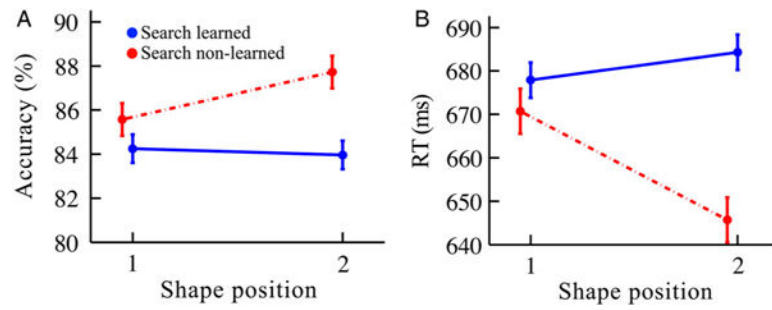 A
90
88
86
84
82
80
Accuracy (%)
Search learned
Search non-learned
1
2
Shape position
B
690
680
670
660
650
640
RT (ms)
1
2
Shape position